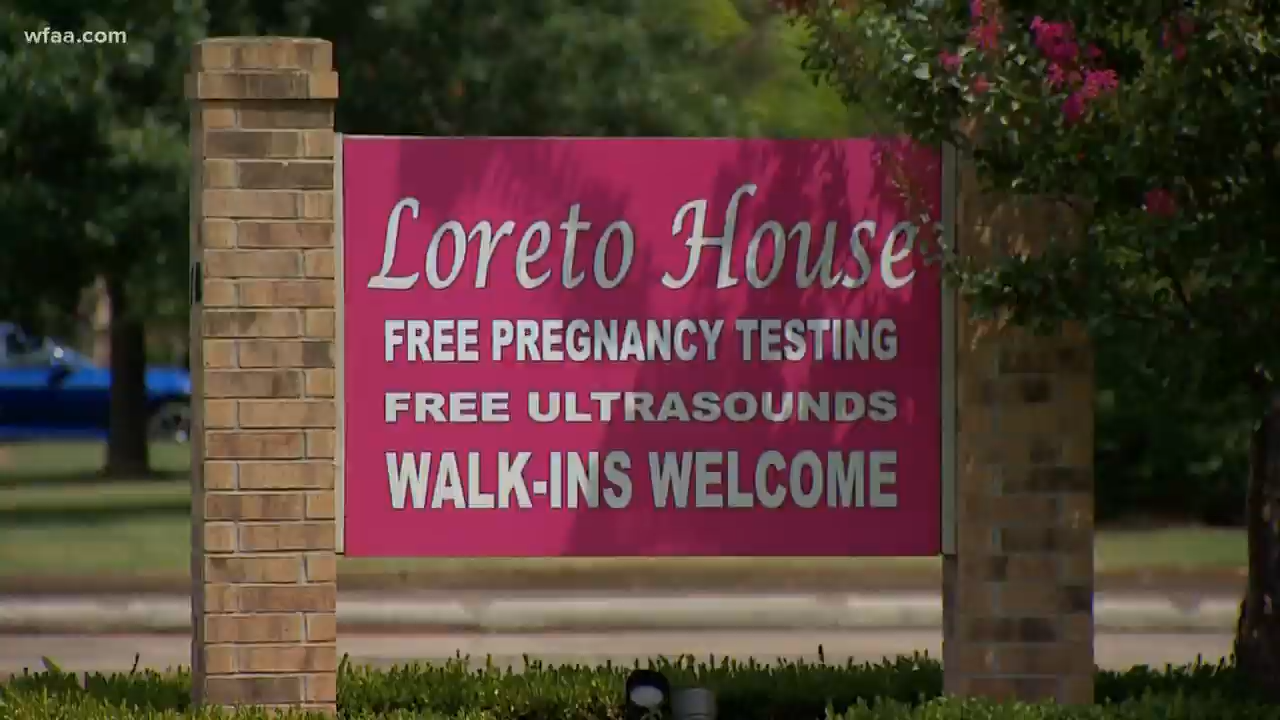 wfaa.com
Loreto House
FREE PREGNANCY TESTING
FREE ULTRASOUNDS
WALK-INS WELCOME